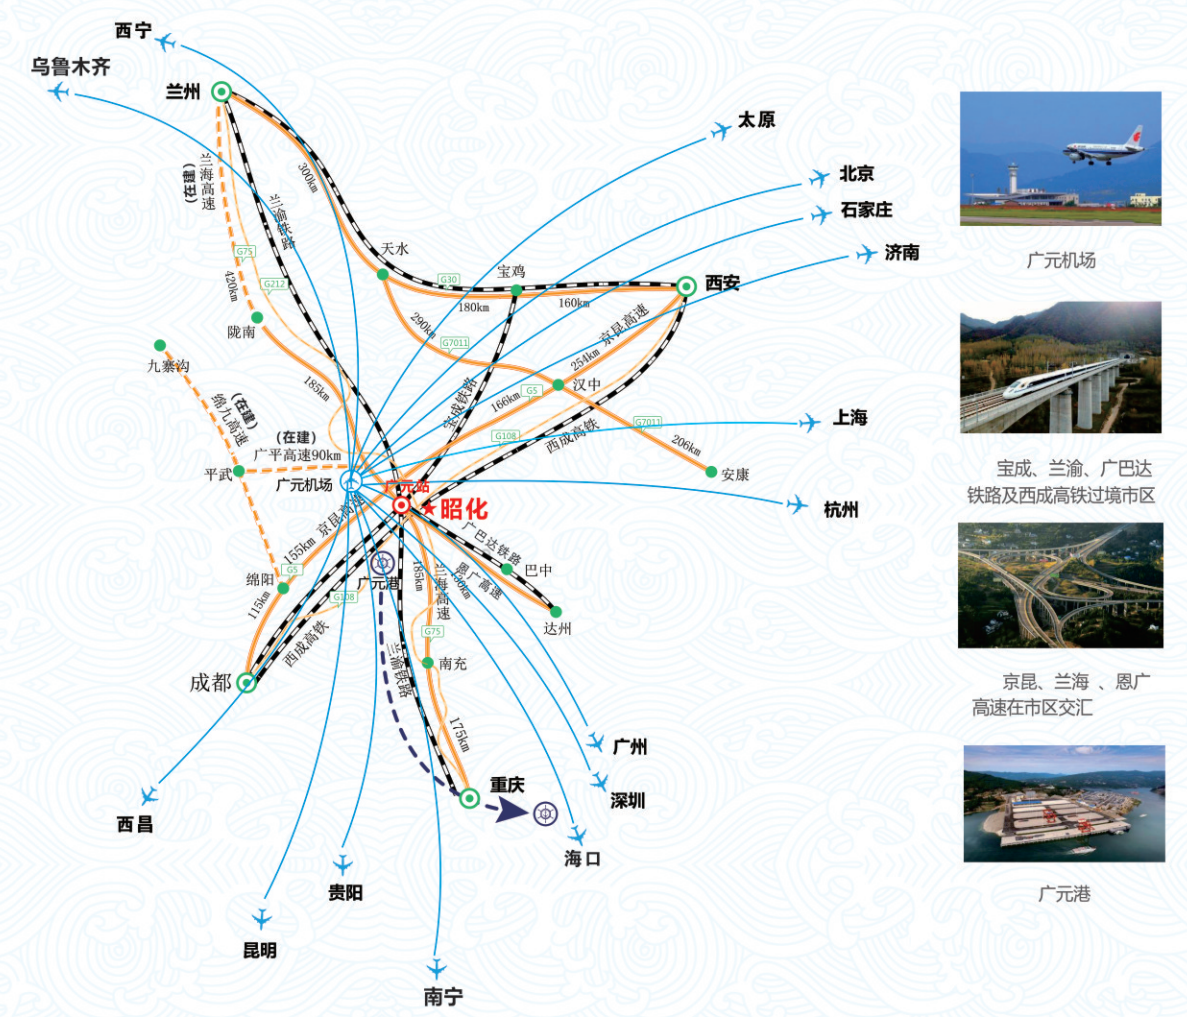 西宁
乌鲁木齐
兰州
太原
北京
石家庄
济南
兰海高速
(在建)
300km
兰渝铁路
天水
宝鸡
G30
西安
G75
G212
420km
180km
160km
290km
京昆高速
陇南
G7011
254km
九寨沟
185km
汉中
G5
166km
宝成铁路
(在建)
绵九高速
G108
西成高铁
G7011
206km
上海
(在建)
广平高速90km
平武
广元机场
安康
广元站
昭化
杭州
京昆高速
155km
广巴达铁路
巴中
恩广高速
130km
兰海高速
185km
广元港
绵阳
G5
G108
115km
达州
G75
西成高铁
兰渝铁路
南充
成都
175km
广州
重庆
深圳
西昌
海口
贵阳
昆明
南宁
广元机场
宝成、兰渝、广巴达
铁路及西成高铁过境市区
京昆、兰海 、恩广
高速在市区交汇
广元港